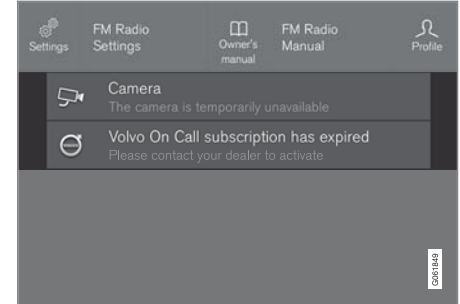 Settings
FM Radio
Settings
Owner's
manual
FM Radio
Manual
Profile
Camera
The camera is temporarily unavailable
Volvo On Call subscription has expired
Please contact your dealer to activate
G061849